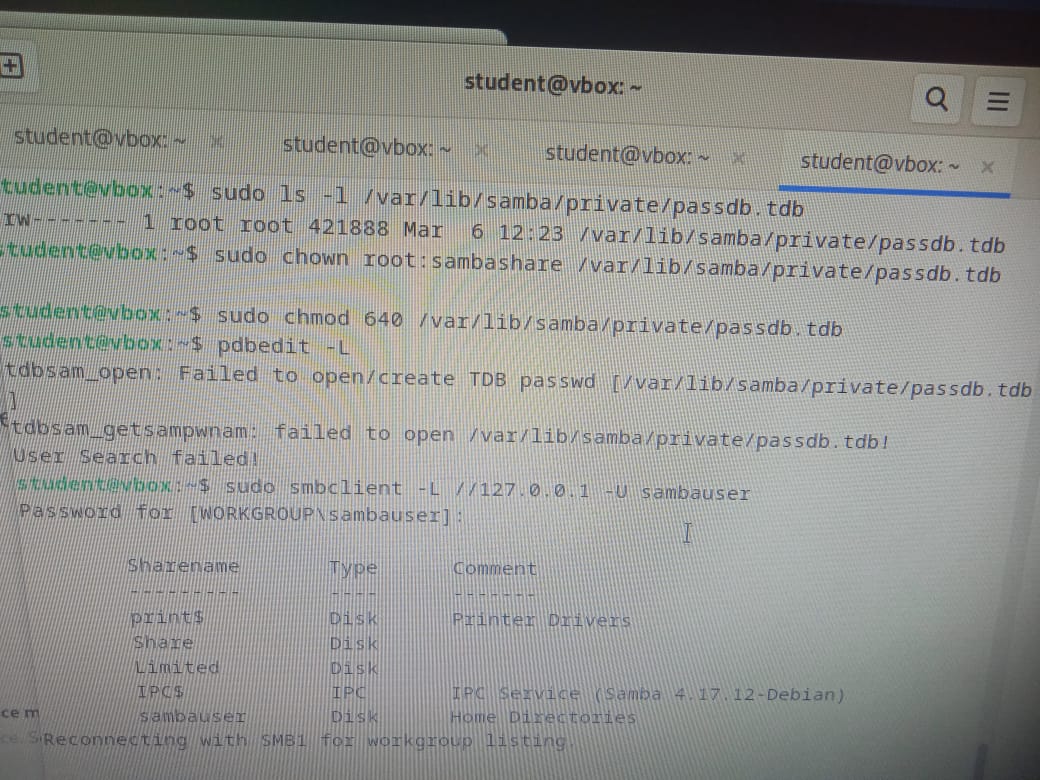 student@vbox: ~
student@vbox: ~ × student@vbox: ~ × student@vbox: ~ × student@vbox: ~ ×
tudent@vbox:~$ sudo ls -l /var/lib/samba/private/passdb.tdb
rw------- 1 root root 421888 Mar  6 12:23 /var/lib/samba/private/passdb.tdb
student@vbox:~$ sudo chown root:sambashare /var/lib/samba/private/passdb.tdb
student@vbox:~$ sudo chmod 640 /var/lib/samba/private/passdb.tdb
student@vbox:~$ pdbedit -L
tdbsam_open: Failed to open/create TDB passwd [/var/lib/samba/private/passdb.tdb
]
tdbsam_getsampwnam: failed to open /var/lib/samba/private/passdb.tdb!
User Search failed!
student@vbox:~$ sudo smbclient -L //127.0.0.1 -U sambauser
Password for [WORKGROUP\sambauser]:
Sharename Type Comment
--------- ---- -------
print$ Disk Printer Drivers
Share Disk
Limited Disk
IPC$ IPC IPC Service (Samba 4.17.12-Debian)
sambauser Disk Home Directories
Reconnecting with SMB1 for workgroup listing.